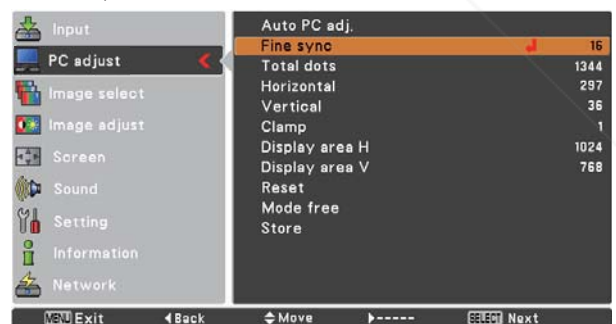 Input
PC adjust
Image select
Image adjust
Screen
Sound
Setting
Information
Network
Auto PC adj.
Fine sync 16
Total dots 1344
Horizontal 297
Vertical 36
Clamp 1
Display area H 1024
Display area V 768
Reset
Mode free
Store
MENU Exit Back Move ----- SELECT Next